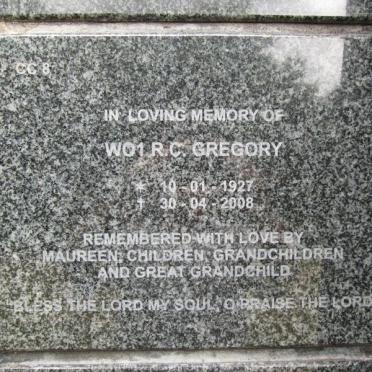 CC 8
IN LOVING MEMORY OF
WO1 R.C. GREGORY
* 10 - 01 - 1927
† 30 - 04 - 2008
REMEMBERED WITH LOVE BY
MAUREEN, CHILDREN, GRANDCHILDREN
AND GREAT GRANDCHILD
"BLESS THE LORD MY SOUL, O PRAISE THE LORD